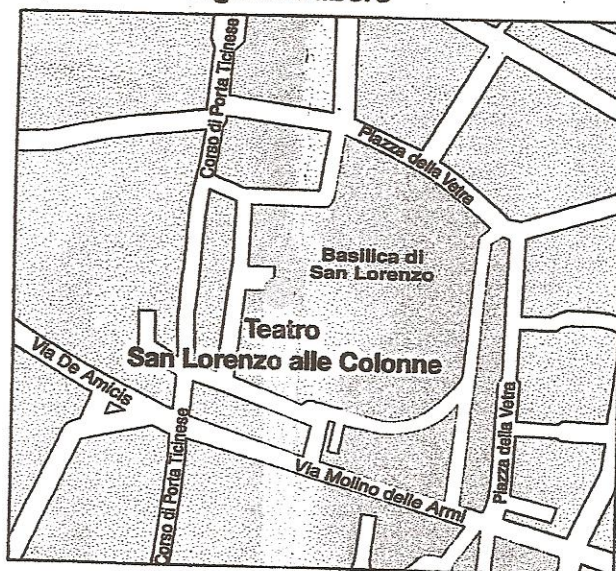 Corso di Porta Ticinese
Piazza della Vetra
Basilica di
San Lorenzo
Teatro
San Lorenzo alle Colonne
Via De Amicis
Piazza della Vetra
Via Molino delle Armi
Corso di Porta Ticinese